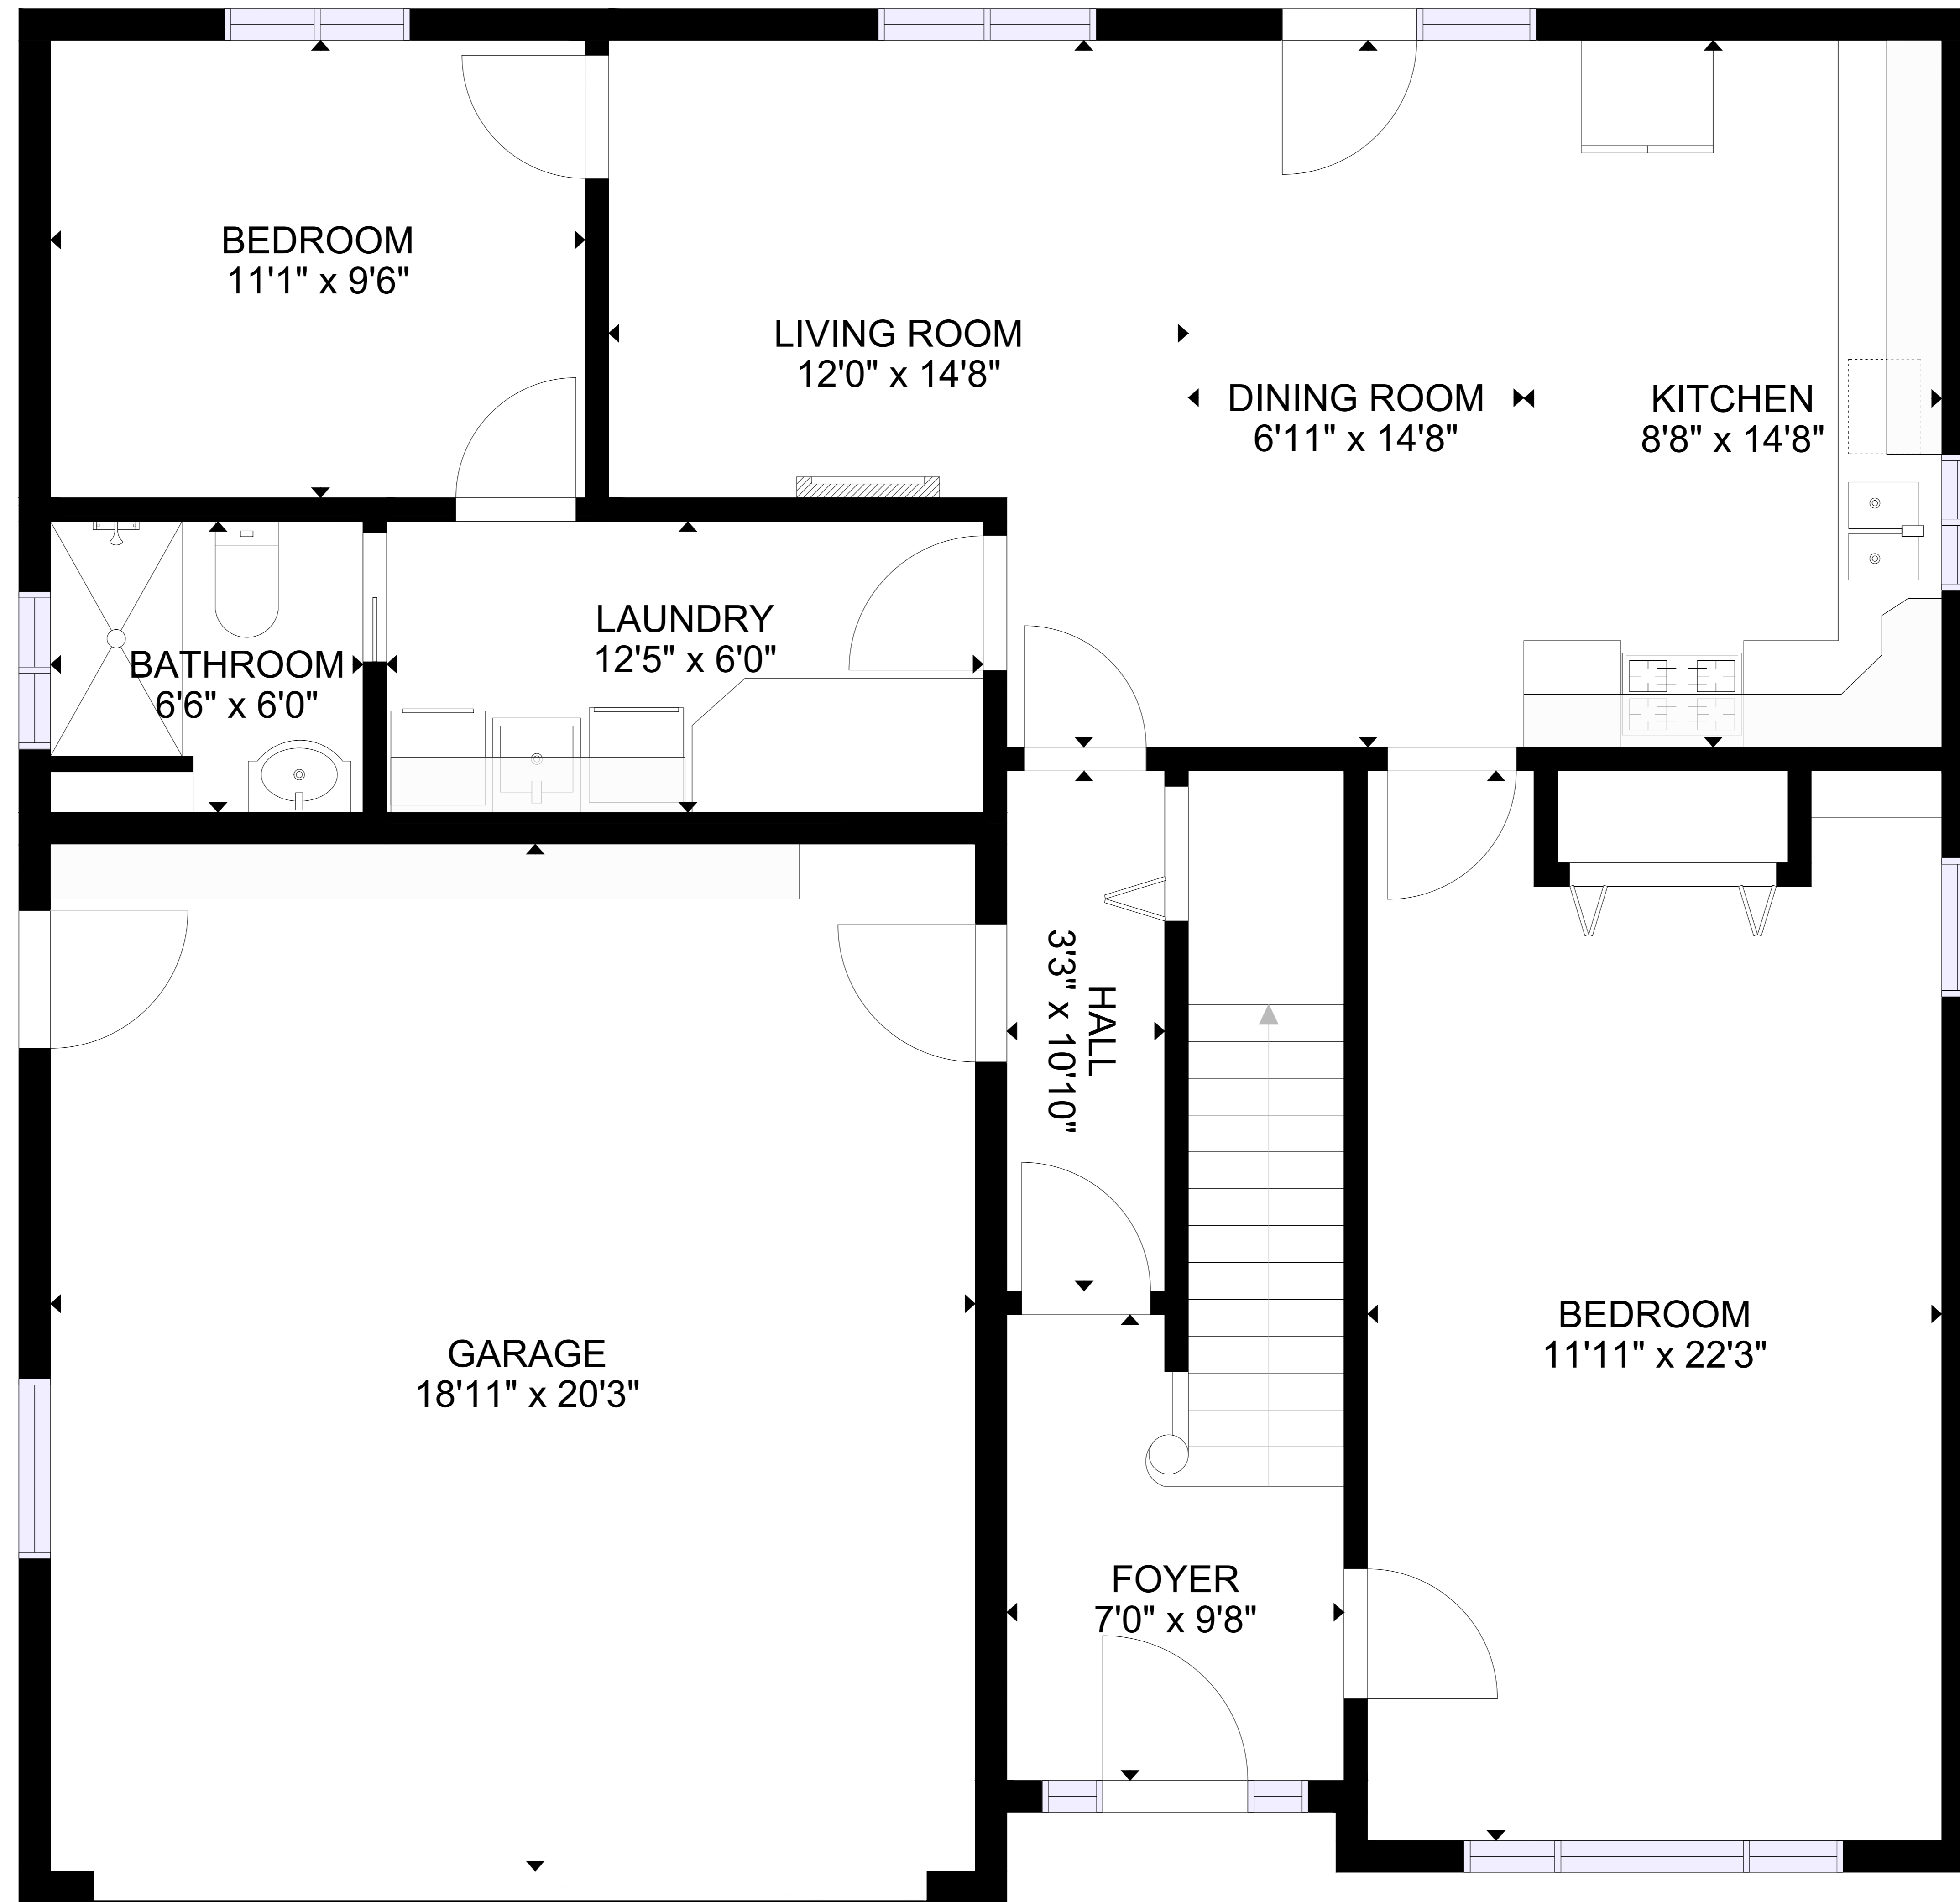 BEDROOM
11'1" x 9'6"
LIVING ROOM
12'0" x 14'8"
DINING ROOM
6'11" x 14'8"
KITCHEN
8'8" x 14'8"
BATHROOM
6'6" x 6'0"
LAUNDRY
12'5" x 6'0"
HALL
3'3" x 10'10"
GARAGE
18'11" x 20'3"
BEDROOM
11'11" x 22'3"
FOYER
7'0" x 9'8"